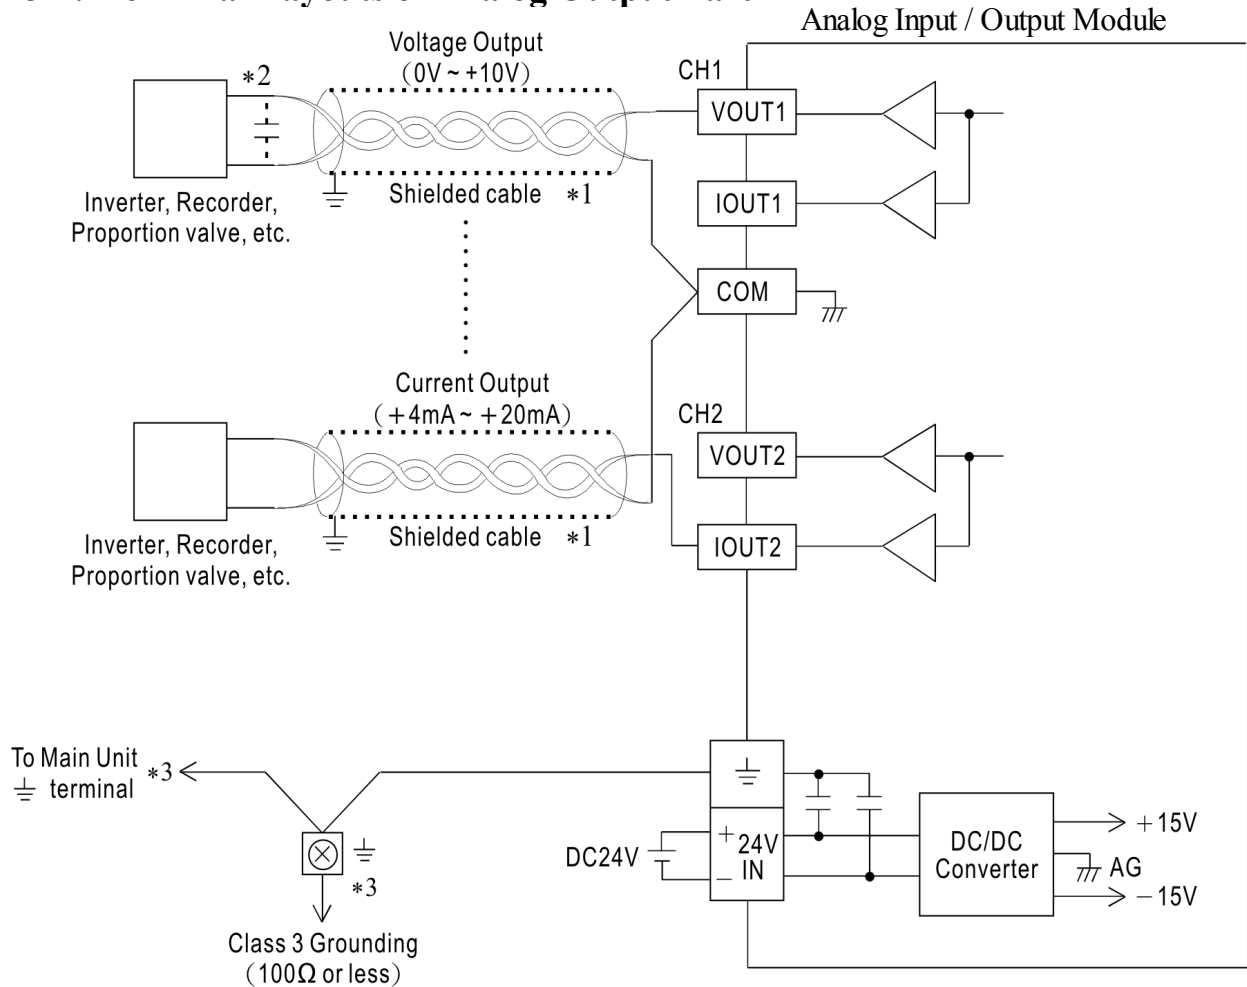 Analog Input / Output Module
Voltage Output
(0V ~ +10V)
CH1
*2
VOUT1
Shielded cable *1
IOUT1
Inverter, Recorder,
Proportion valve, etc.
COM
Current Output
(+4mA ~ +20mA)
CH2
VOUT2
Shielded cable *1
IOUT2
Inverter, Recorder,
Proportion valve, etc.
To Main Unit
terminal
*3
+
24V
IN
−
DC24V
DC/DC
Converter
+15V
AG
−15V
*3
Class 3 Grounding
(100Ω or less)